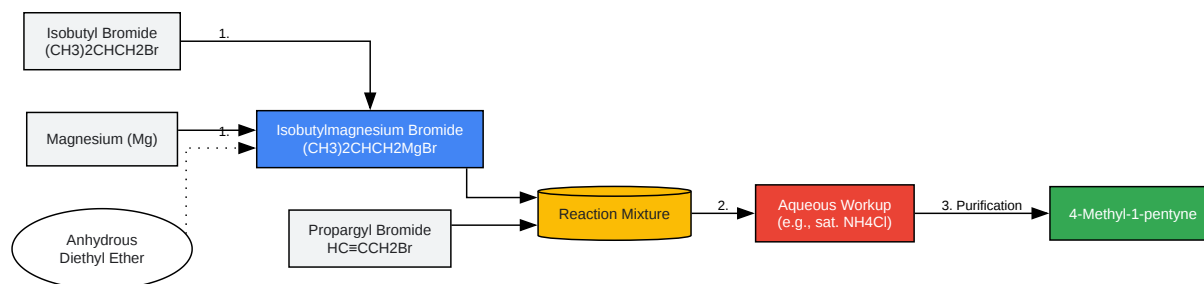 Isobutyl Bromide
(CH3)2CHCH2Br
1.
Magnesium (Mg)
1.
Isobutylmagnesium Bromide
(CH3)2CHCH2MgBr
Anhydrous
Diethyl Ether
Propargyl Bromide
HC≡CCH2Br
Reaction Mixture
2.
Aqueous Workup
(e.g., sat. NH4Cl)
3. Purification
4-Methyl-1-pentyne